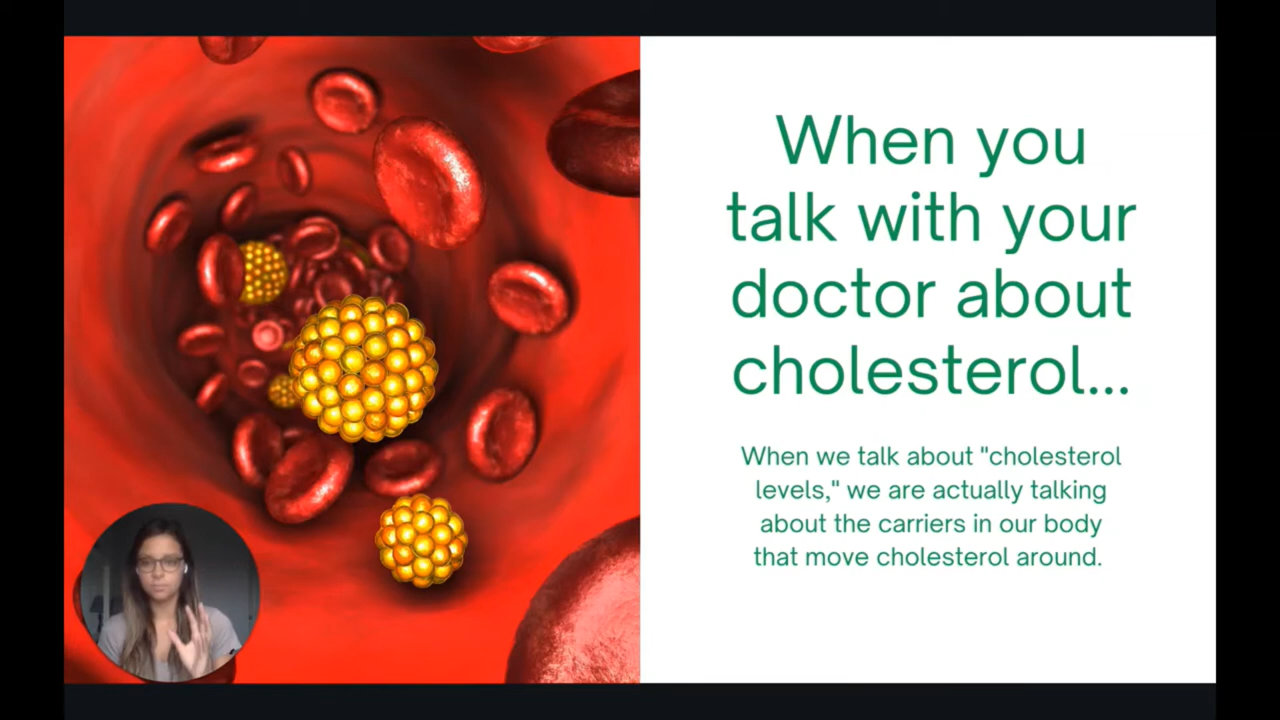 When you
talk with your
doctor about
cholesterol...
When we talk about "cholesterol
levels," we are actually talking
about the carriers in our body
that move cholesterol around.